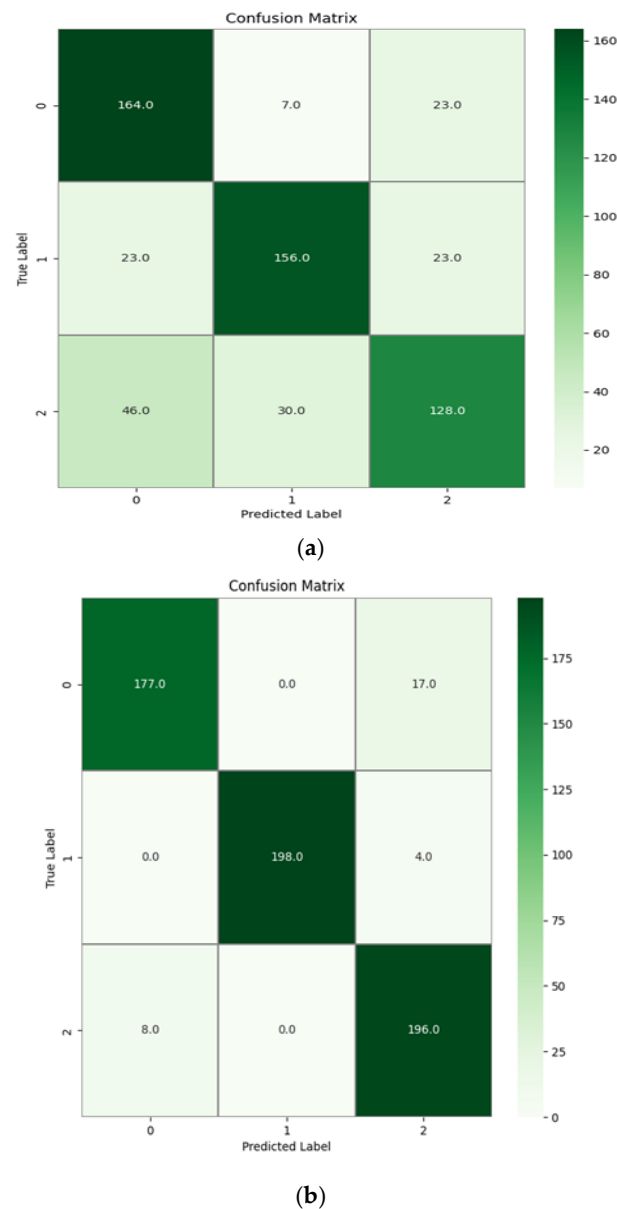 Confusion Matrix
160
0 164.0 7.0 23.0
140
120
True Label
1 23.0 156.0 23.0
100
80
60
2 46.0 30.0 128.0
40
20
0 1 2
Predicted Label
(a)
Confusion Matrix
175
0 177.0 0.0 17.0
150
125
True Label
1 0.0 198.0 4.0
100
75
50
2 8.0 0.0 196.0
25
0
0 1 2
Predicted Label
(b)